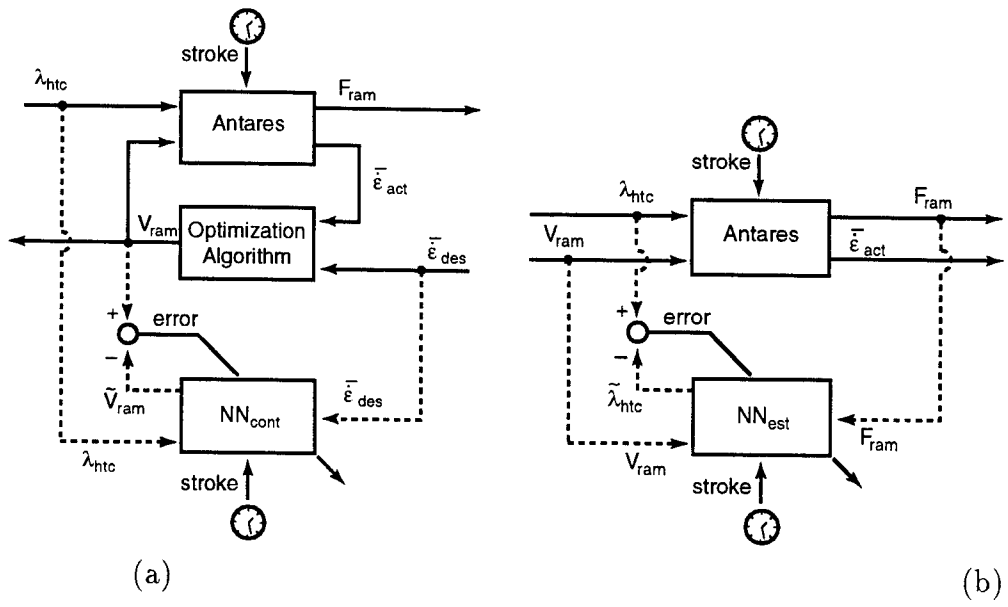 stroke
λhtc
Fram
Antares
ε̄̇ act
Vram
Optimization
Algorithm
ε̄̇ des
+
error
−
Ṽram
ε̄̇ des
NNcont
λhtc
stroke
(a)
stroke
λhtc
Fram
Vram
Antares
ε̄̇ act
+
error
−
λ̃htc
NNest
Fram
Vram
stroke
(b)